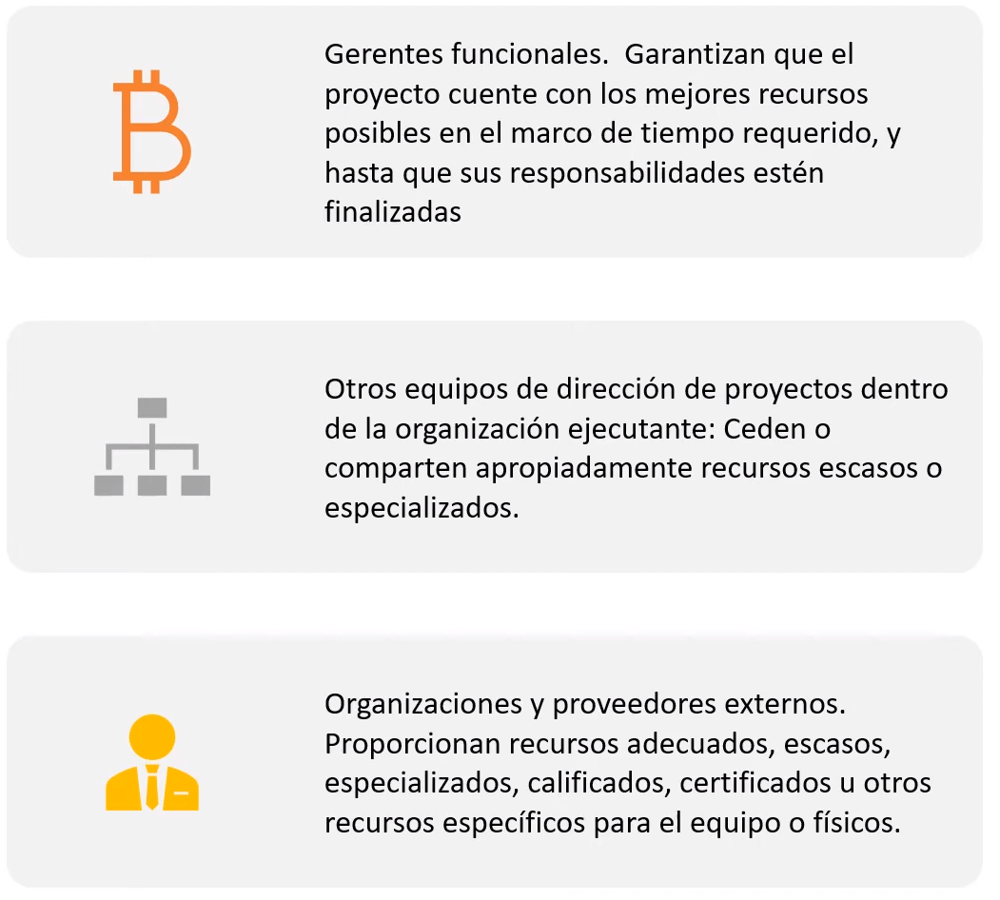 Gerentes funcionales.  Garantizan que el
proyecto cuente con los mejores recursos
posibles en el marco de tiempo requerido, y
hasta que sus responsabilidades estén
finalizadas
Otros equipos de dirección de proyectos dentro
de la organización ejecutante: Ceden o
comparten apropiadamente recursos escasos o
especializados.
Organizaciones y proveedores externos.
Proporcionan recursos adecuados, escasos,
especializados, calificados, certificados u otros
recursos específicos para el equipo o físicos.